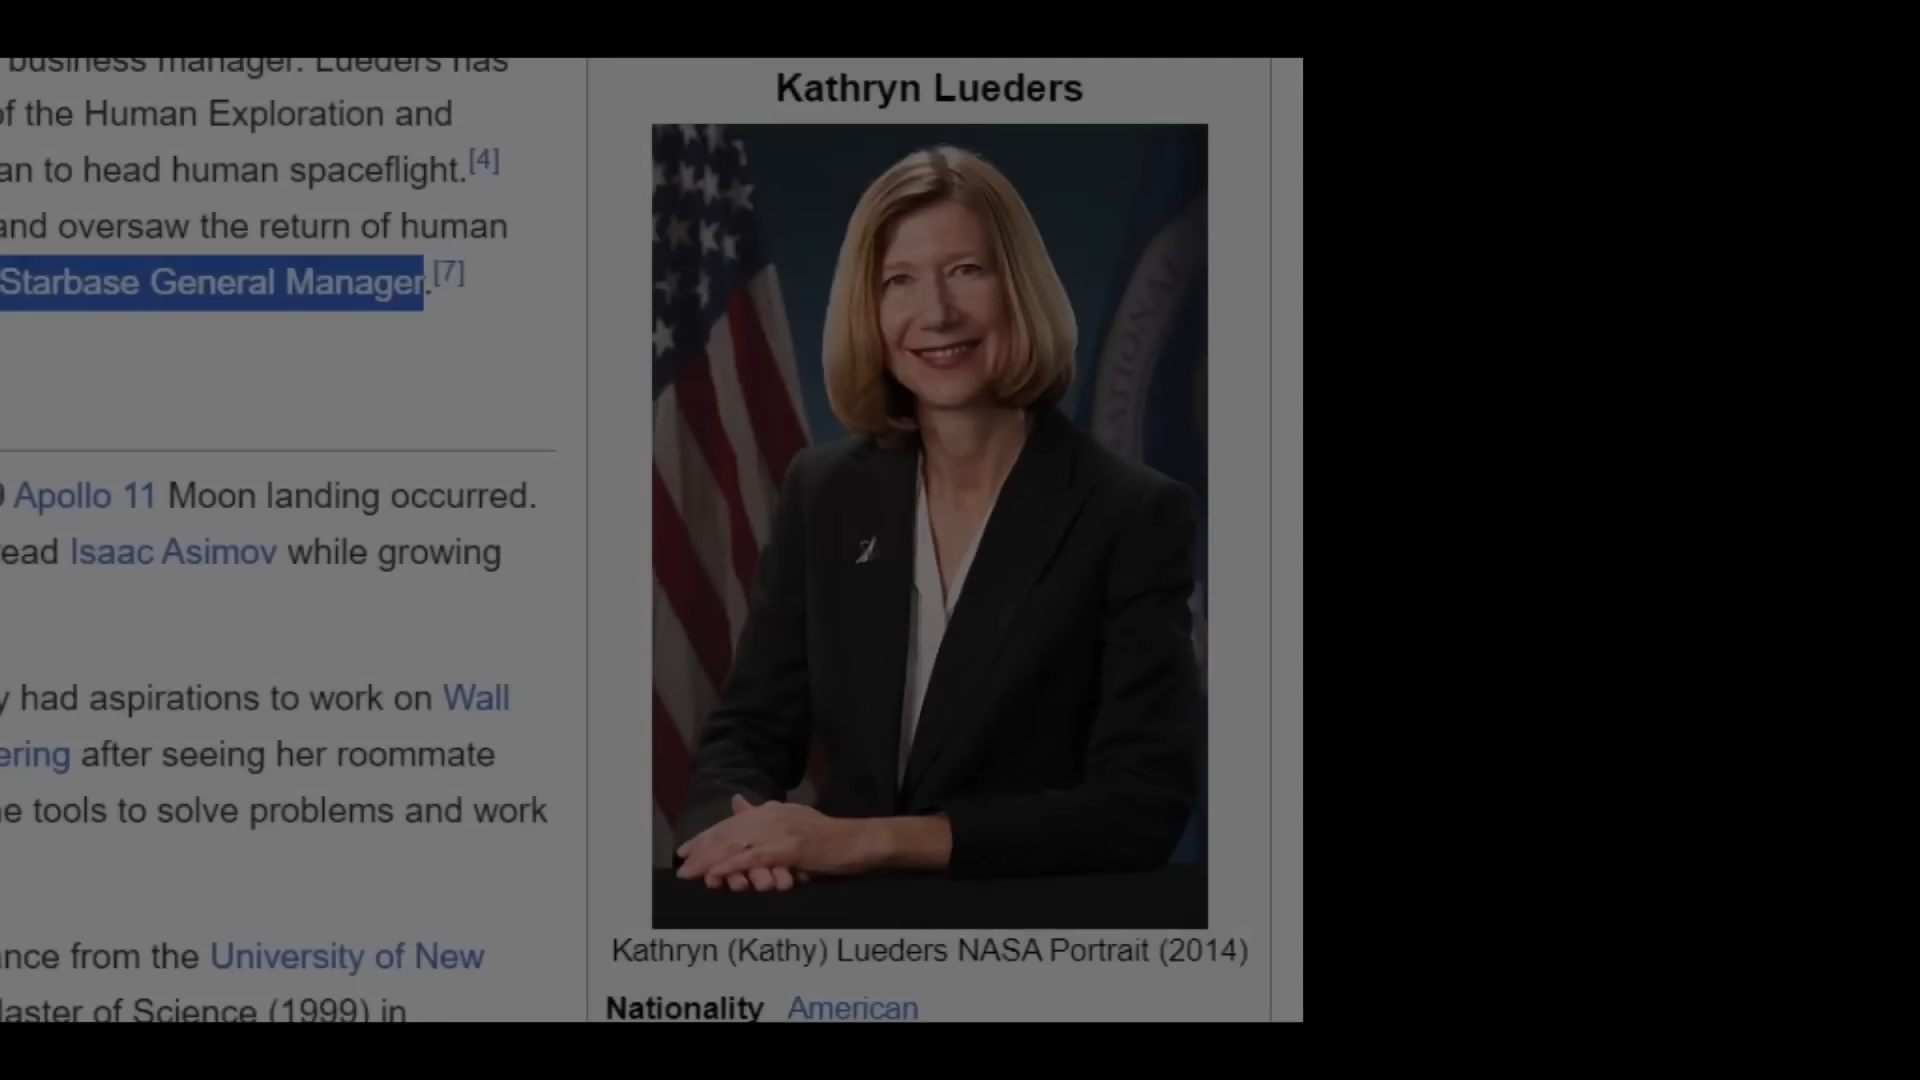 business manager. Lueders has
of the Human Exploration and
an to head human spaceflight.[4]
and oversaw the return of human
Starbase General Manager.[7]
Apollo 11 Moon landing occurred.
ead Isaac Asimov while growing
y had aspirations to work on Wall
ering after seeing her roommate
e tools to solve problems and work
ance from the University of New
Master of Science (1999) in
Kathryn Lueders
Kathryn (Kathy) Lueders NASA Portrait (2014)
Nationality American